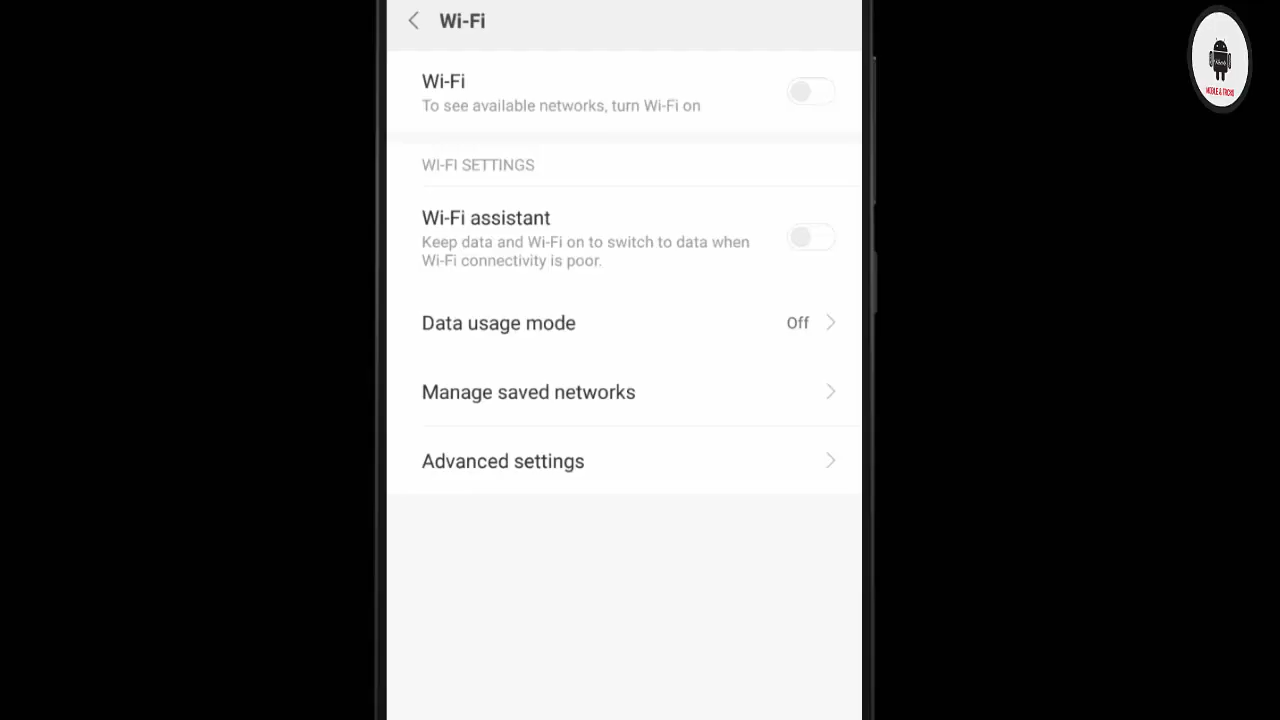 Wi-Fi
Wi-Fi
To see available networks, turn Wi-Fi on
WI-FI SETTINGS
Wi-Fi assistant
Keep data and Wi-Fi on to switch to data when
Wi-Fi connectivity is poor.
Data usage mode
Off
Manage saved networks
Advanced settings
MOBILE & TRICKS